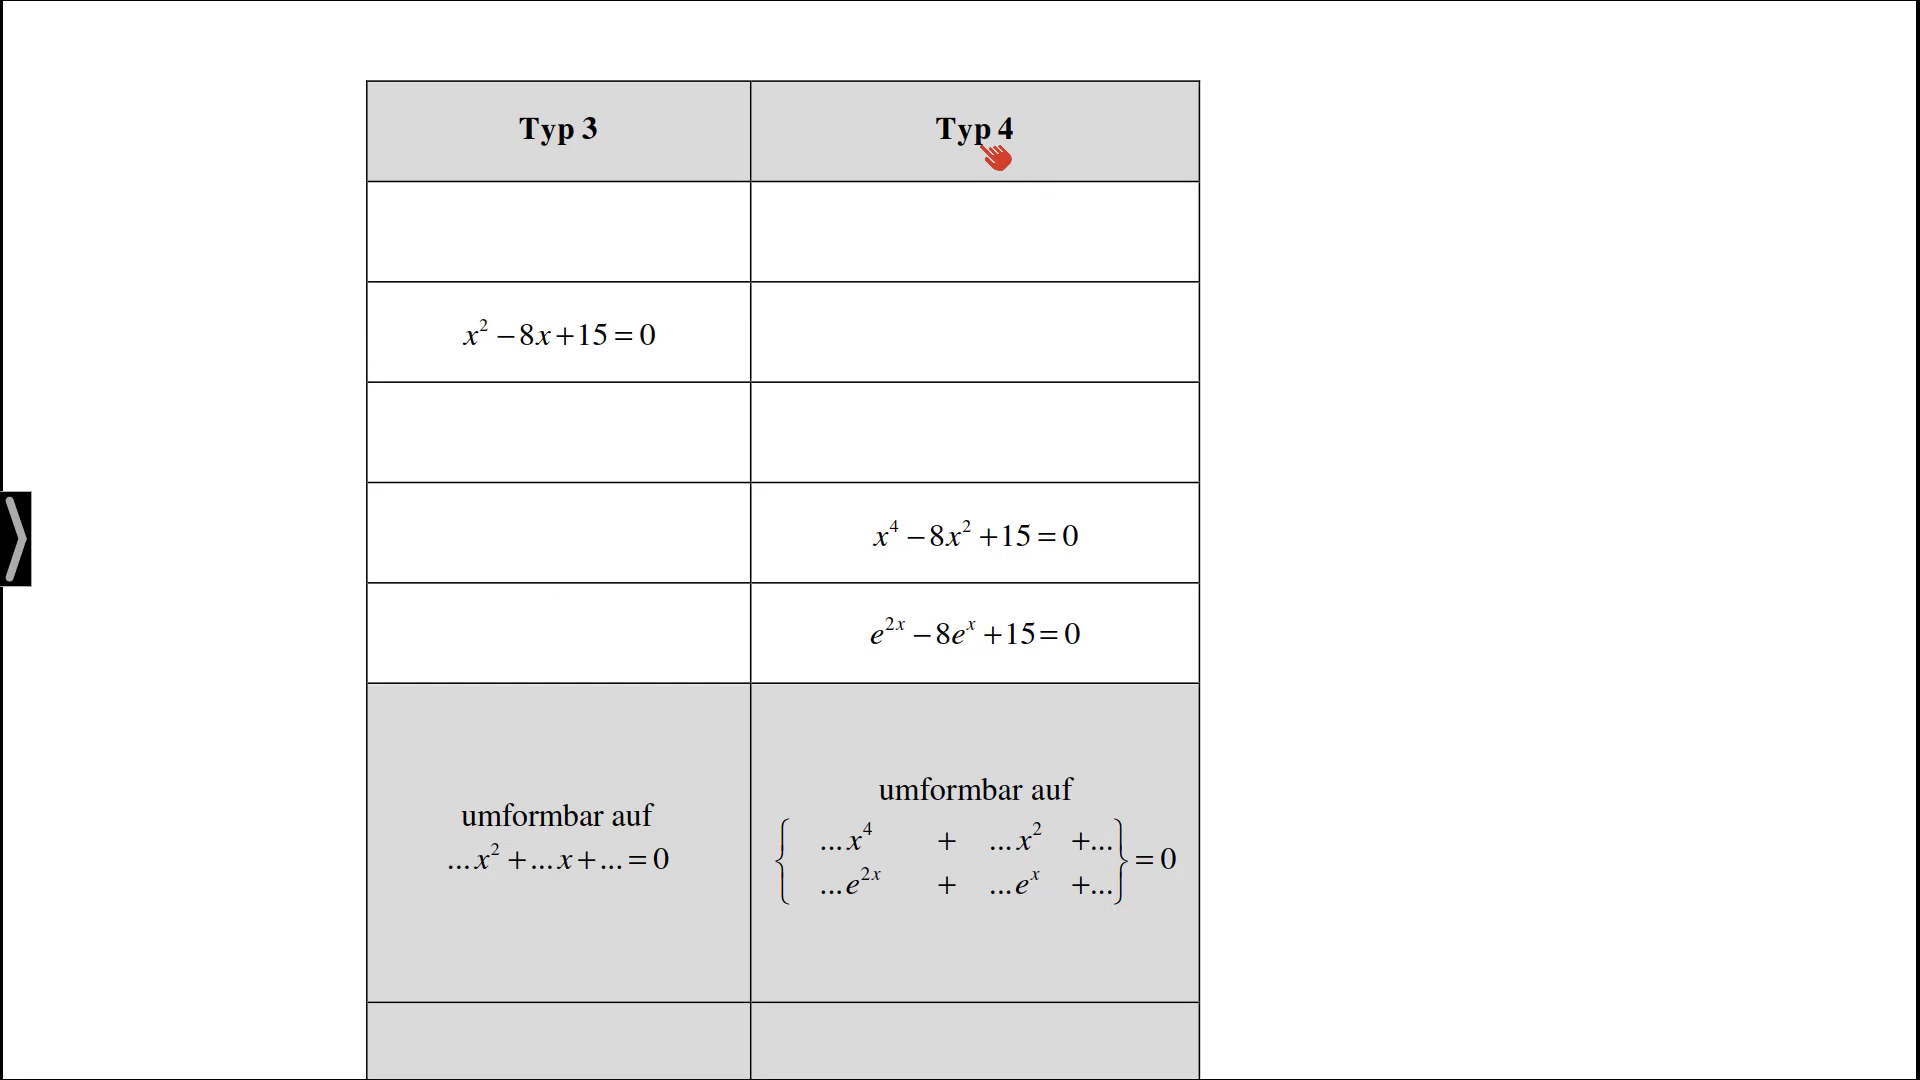 Typ 3 Typ 4
x² − 8x + 15 = 0
x⁴ − 8x² + 15 = 0
e²ˣ − 8eˣ + 15 = 0
umformbar auf
...x² + ...x + ... = 0
umformbar auf
{ ...x⁴ + ...x² + ...
...e²ˣ + ...eˣ + ... } = 0